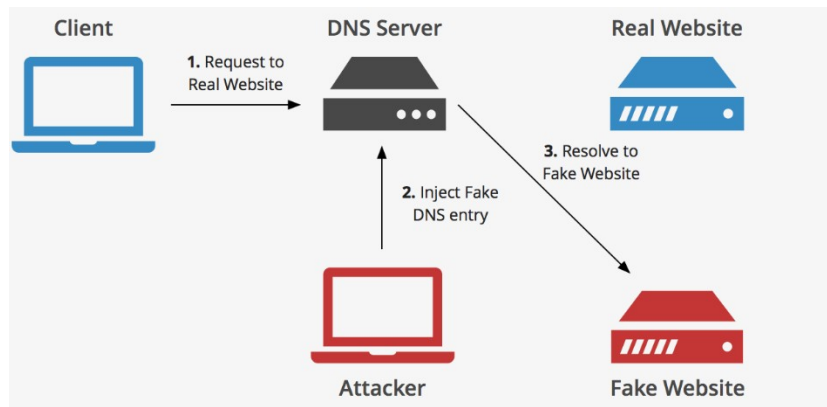 Client
DNS Server
Real Website
1. Request to
Real Website
3. Resolve to
Fake Website
2. Inject Fake
DNS entry
Attacker
Fake Website